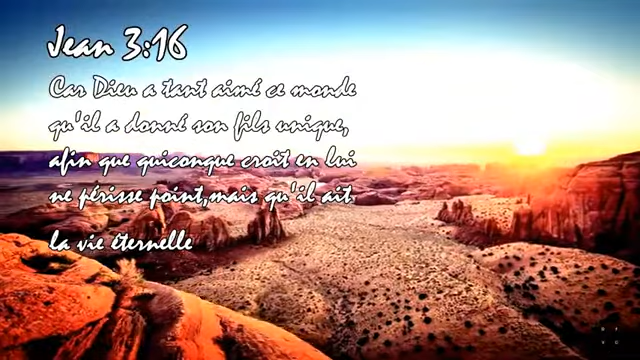 Jean 3:16
Car Dieu a tant aimé ce monde
qu'il a donné son fils unique,
afin que quiconque croit en lui
ne périsse point,mais qu'il ait
la vie éternelle